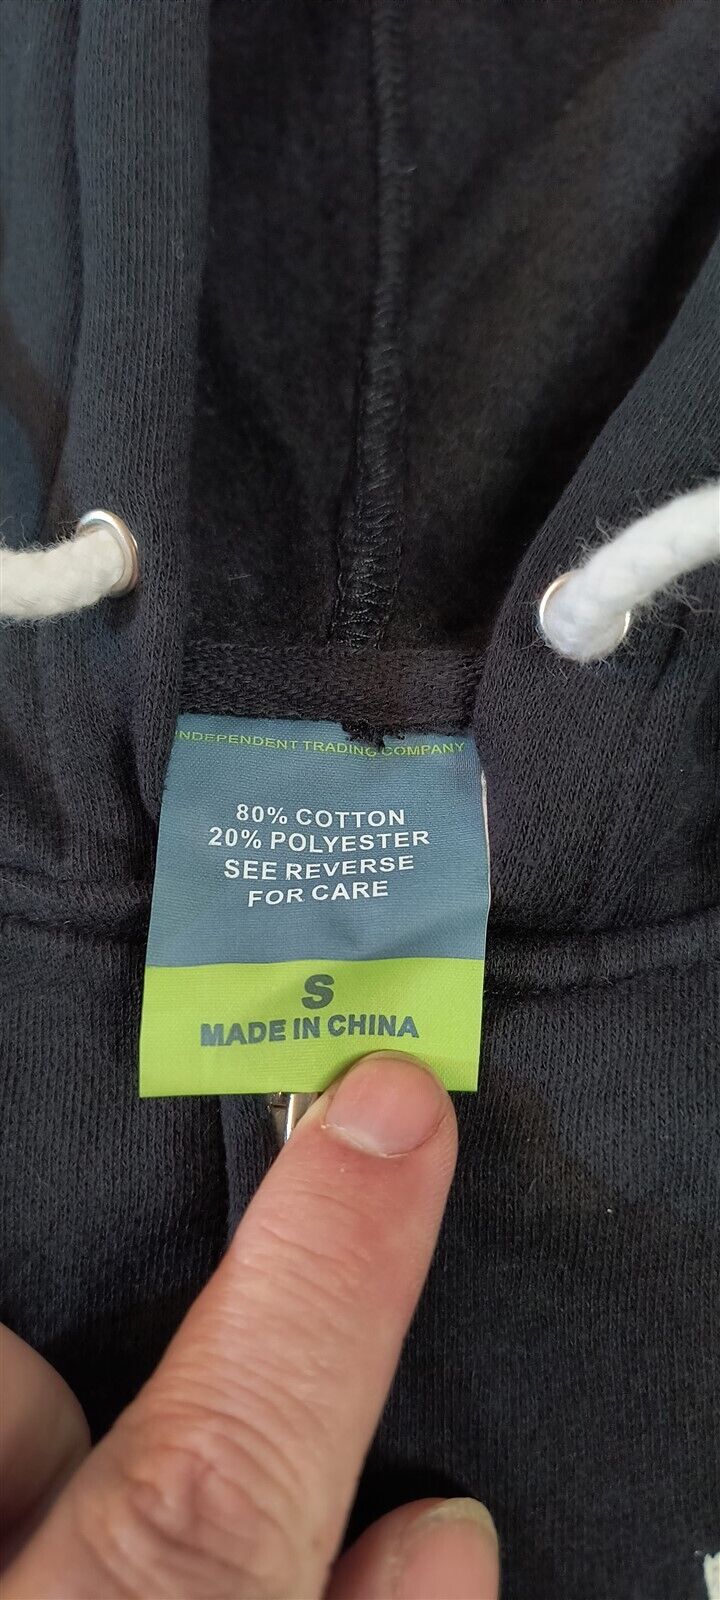 INDEPENDENT TRADING COMPANY
80% COTTON
20% POLYESTER
SEE REVERSE
FOR CARE
S
MADE IN CHINA